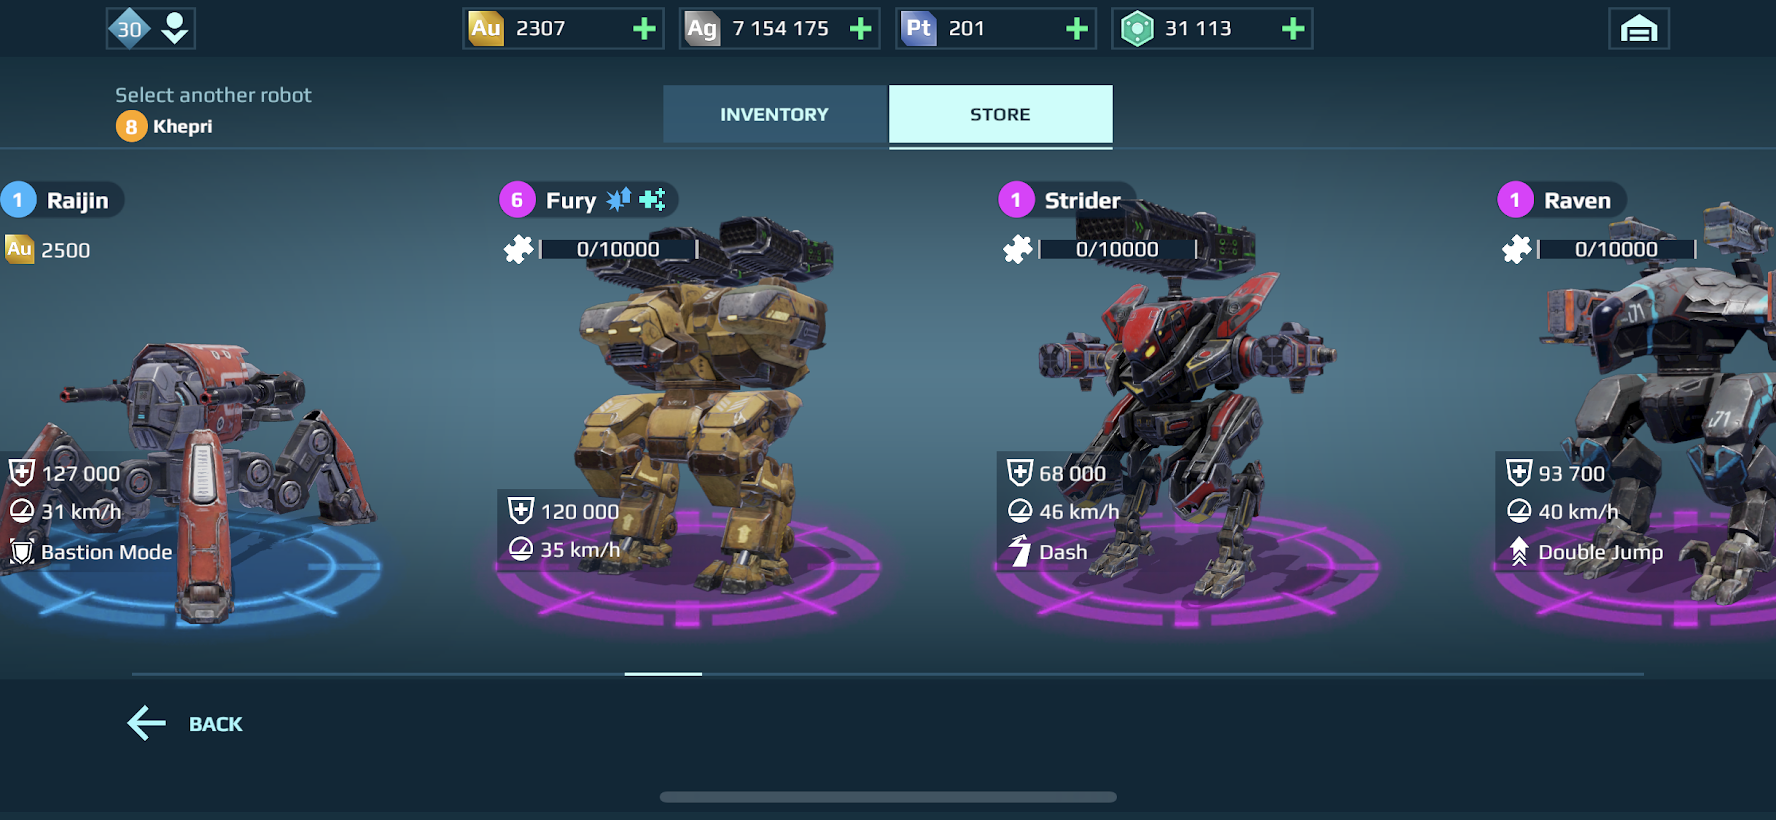 30
Au 2307
Ag 7 154 175
Pt 201
31 113
Select another robot
8 Khepri
INVENTORY
STORE
1 Raijin
Au 2500
127 000
31 km/h
Bastion Mode
6 Fury
0/10000
120 000
35 km/h
1 Strider
0/10000
68 000
46 km/h
Dash
1 Raven
0/10000
93 700
40 km/h
Double Jump
BACK